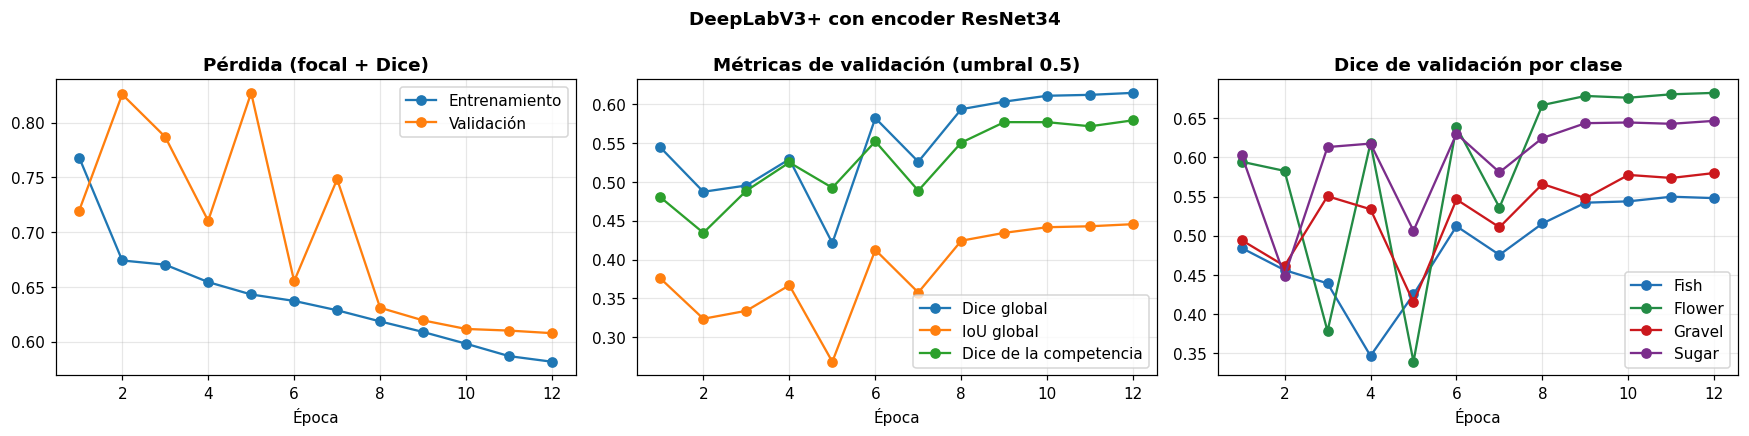 DeepLabV3+ con encoder ResNet34
Pérdida (focal + Dice)
Entrenamiento
Validación
0.80
0.75
0.70
0.65
0.60
2 4 6 8 10 12
Época
Métricas de validación (umbral 0.5)
0.60
0.55
0.50
0.45
0.40
0.35
0.30
Dice global
IoU global
Dice de la competencia
2 4 6 8 10 12
Época
Dice de validación por clase
0.65
0.60
0.55
0.50
0.45
0.40
0.35
Fish
Flower
Gravel
Sugar
2 4 6 8 10 12
Época